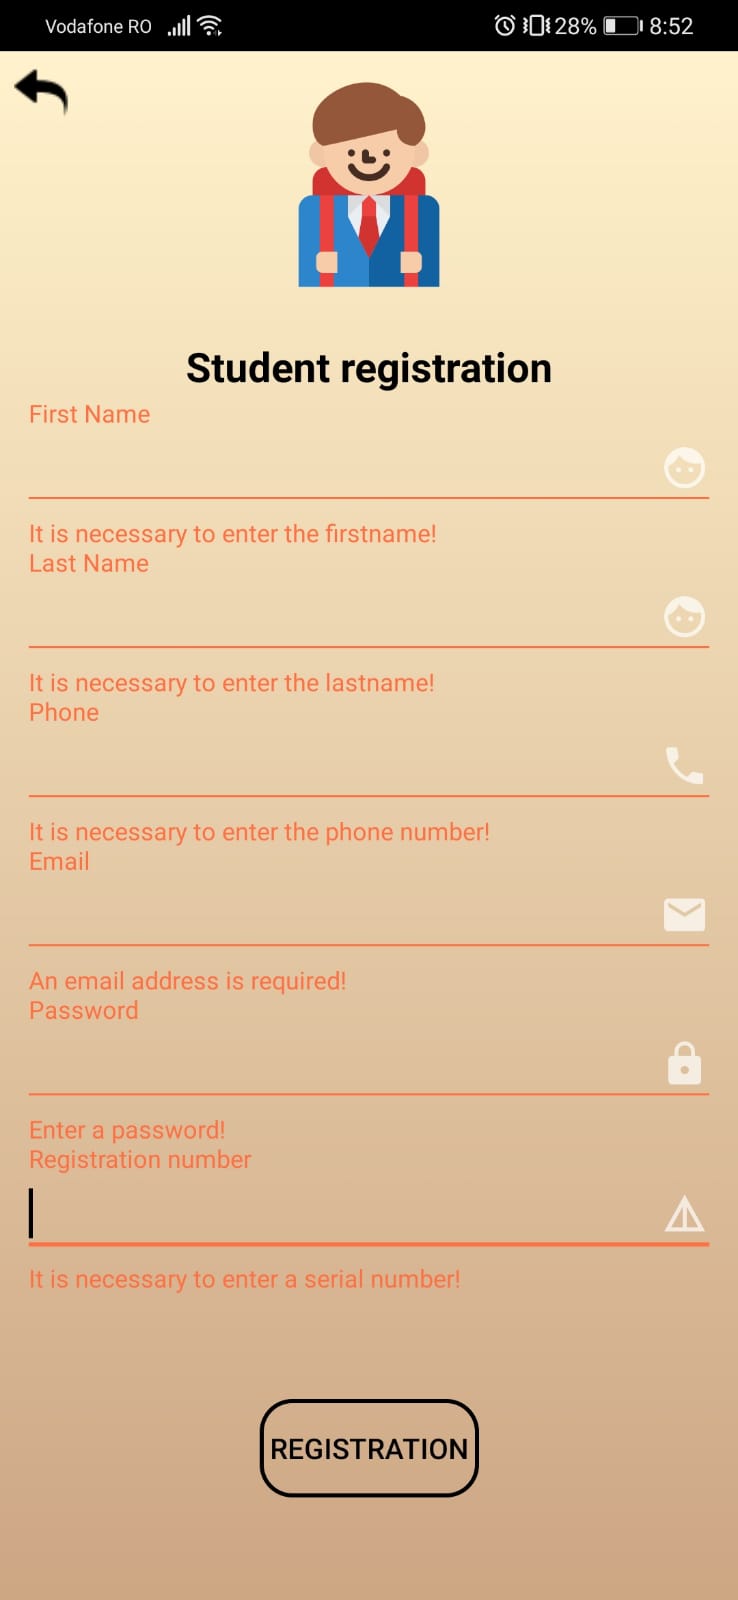 Vodafone RO 28% 8:52
Student registration
First Name
It is necessary to enter the firstname!
Last Name
It is necessary to enter the lastname!
Phone
It is necessary to enter the phone number!
Email
An email address is required!
Password
Enter a password!
Registration number
It is necessary to enter a serial number!
REGISTRATION